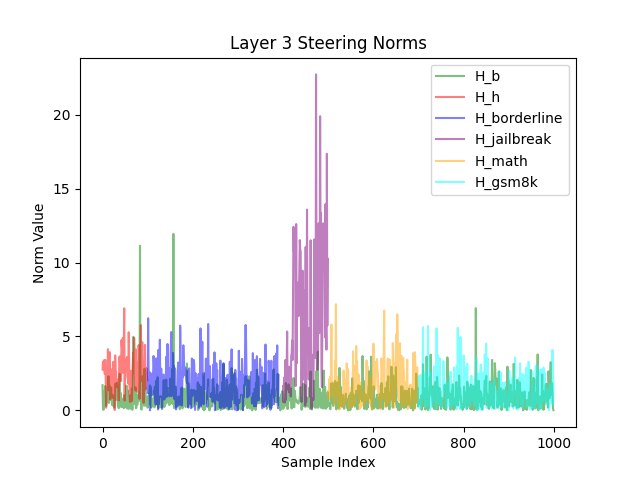 Layer 3 Steering Norms
Norm Value
20
15
10
5
0
H_b
H_h
H_borderline
H_jailbreak
H_math
H_gsm8k
0 200 400 600 800 1000
Sample Index